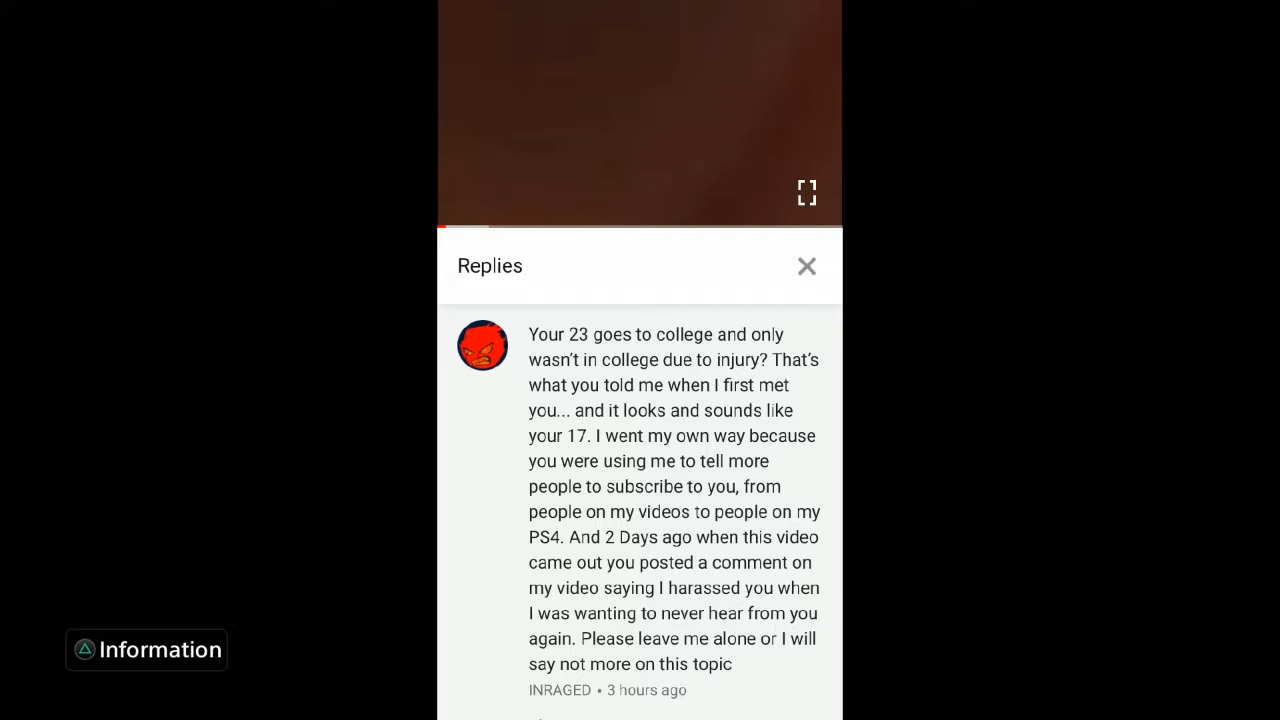 Replies
Your 23 goes to college and only
wasn't in college due to injury? That's
what you told me when I first met
you... and it looks and sounds like
your 17. I went my own way because
you were using me to tell more
people to subscribe to you, from
people on my videos to people on my
PS4. And 2 Days ago when this video
came out you posted a comment on
my video saying I harassed you when
I was wanting to never hear from you
again. Please leave me alone or I will
say not more on this topic
INRAGED • 3 hours ago
Information